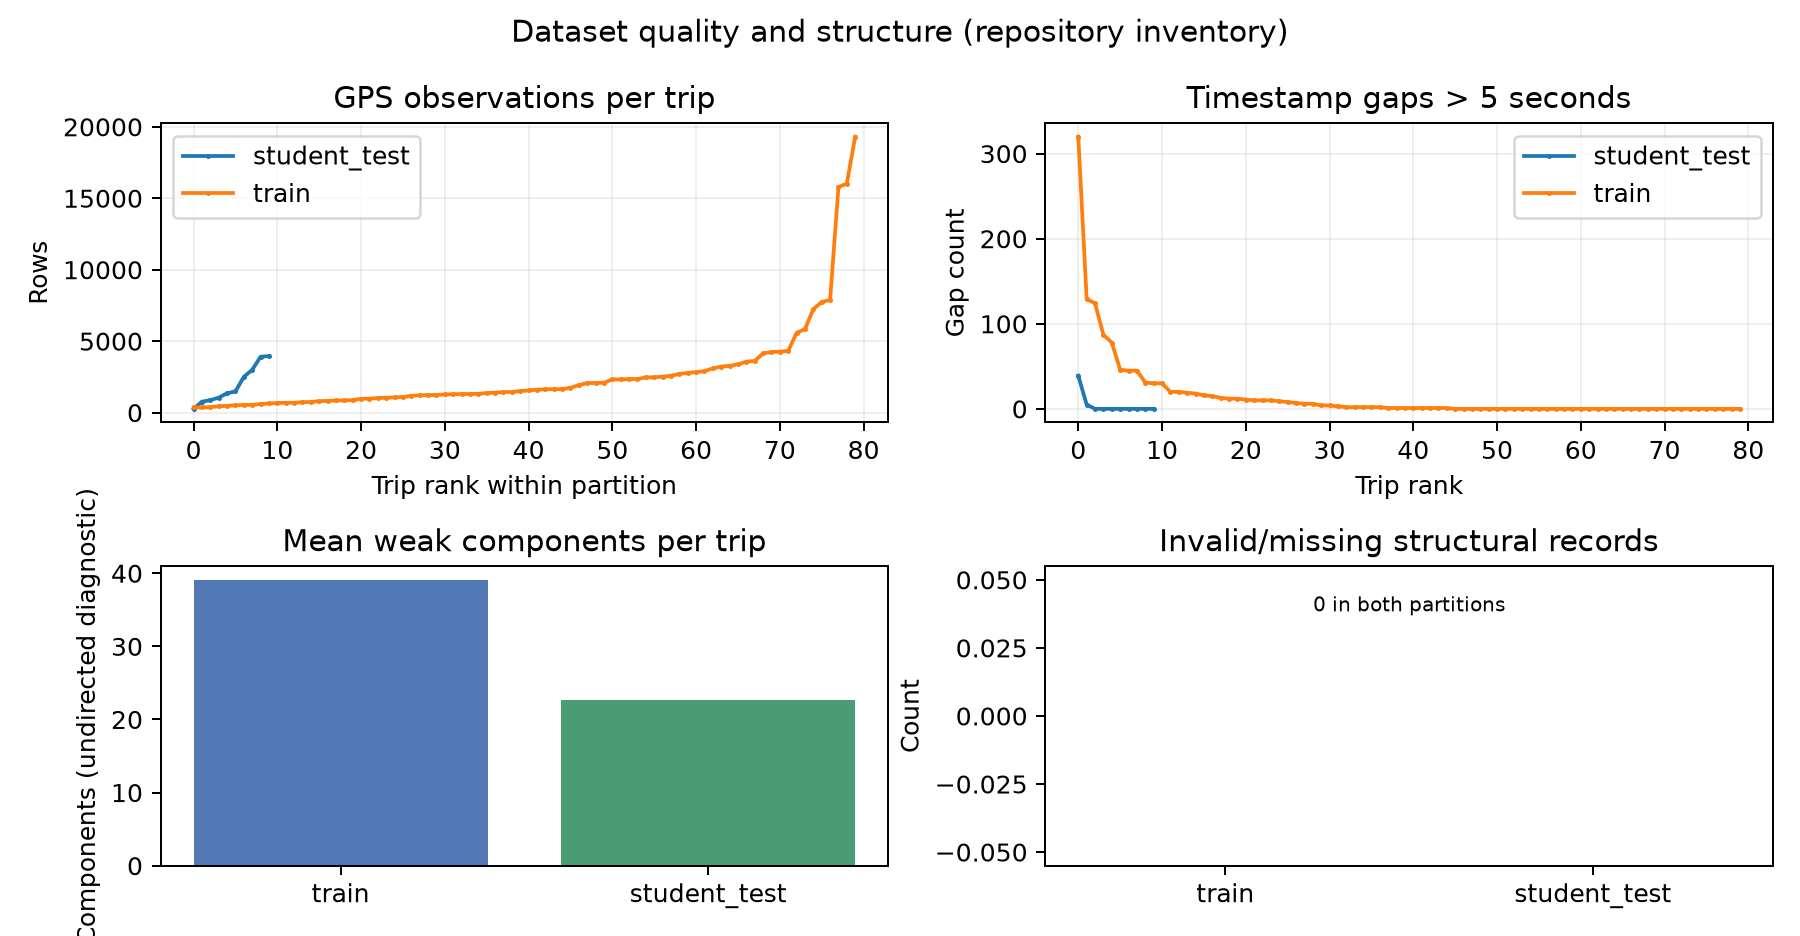 Dataset quality and structure (repository inventory)
GPS observations per trip
20000
15000
10000
5000
0
Rows
student_test
train
0 10 20 30 40 50 60 70 80
Trip rank within partition
Timestamp gaps > 5 seconds
300
200
100
0
Gap count
student_test
train
0 10 20 30 40 50 60 70 80
Trip rank
Mean weak components per trip
40
30
20
10
0
Components (undirected diagnostic)
train student_test
Invalid/missing structural records
0.050
0.025
0.000
−0.025
−0.050
Count
0 in both partitions
train student_test